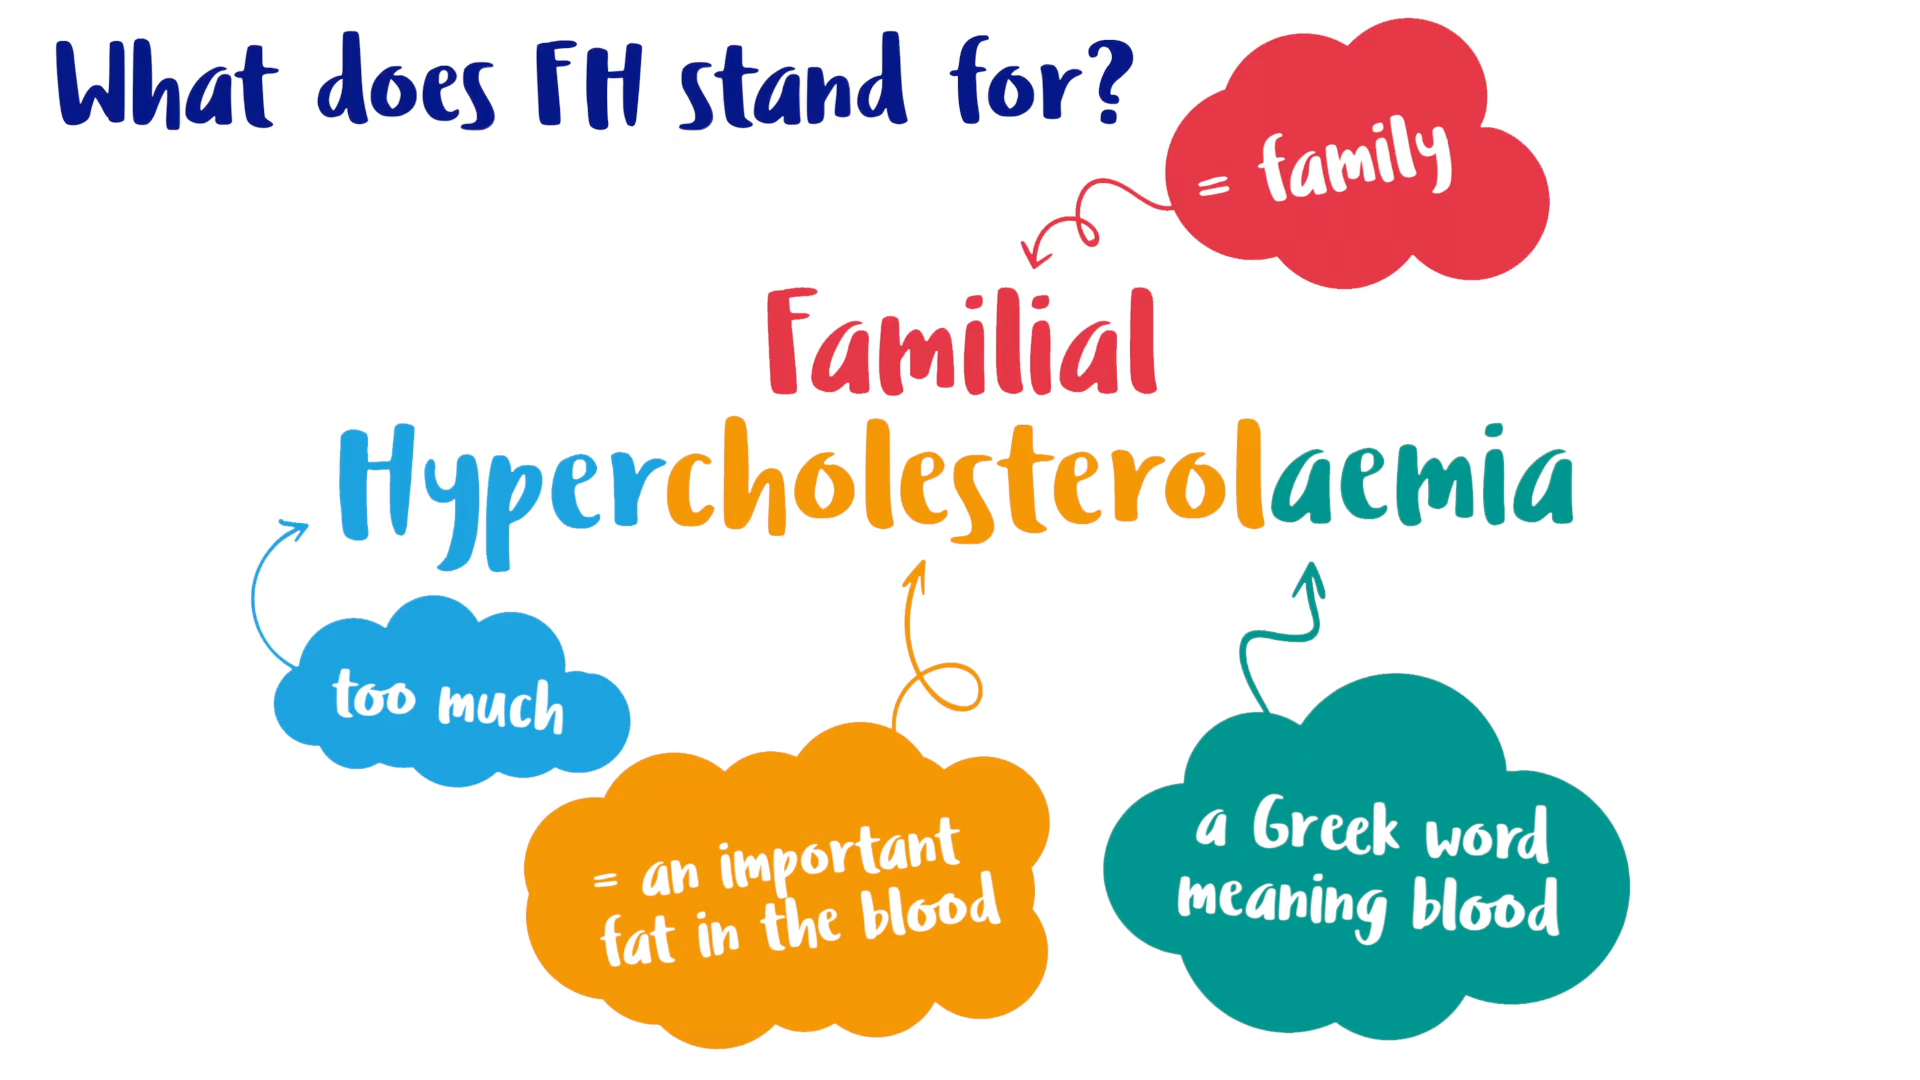 What does FH stand for?
= family
Familial
Hypercholesterolaemia
too much
= an important
fat in the blood
a Greek word
meaning blood